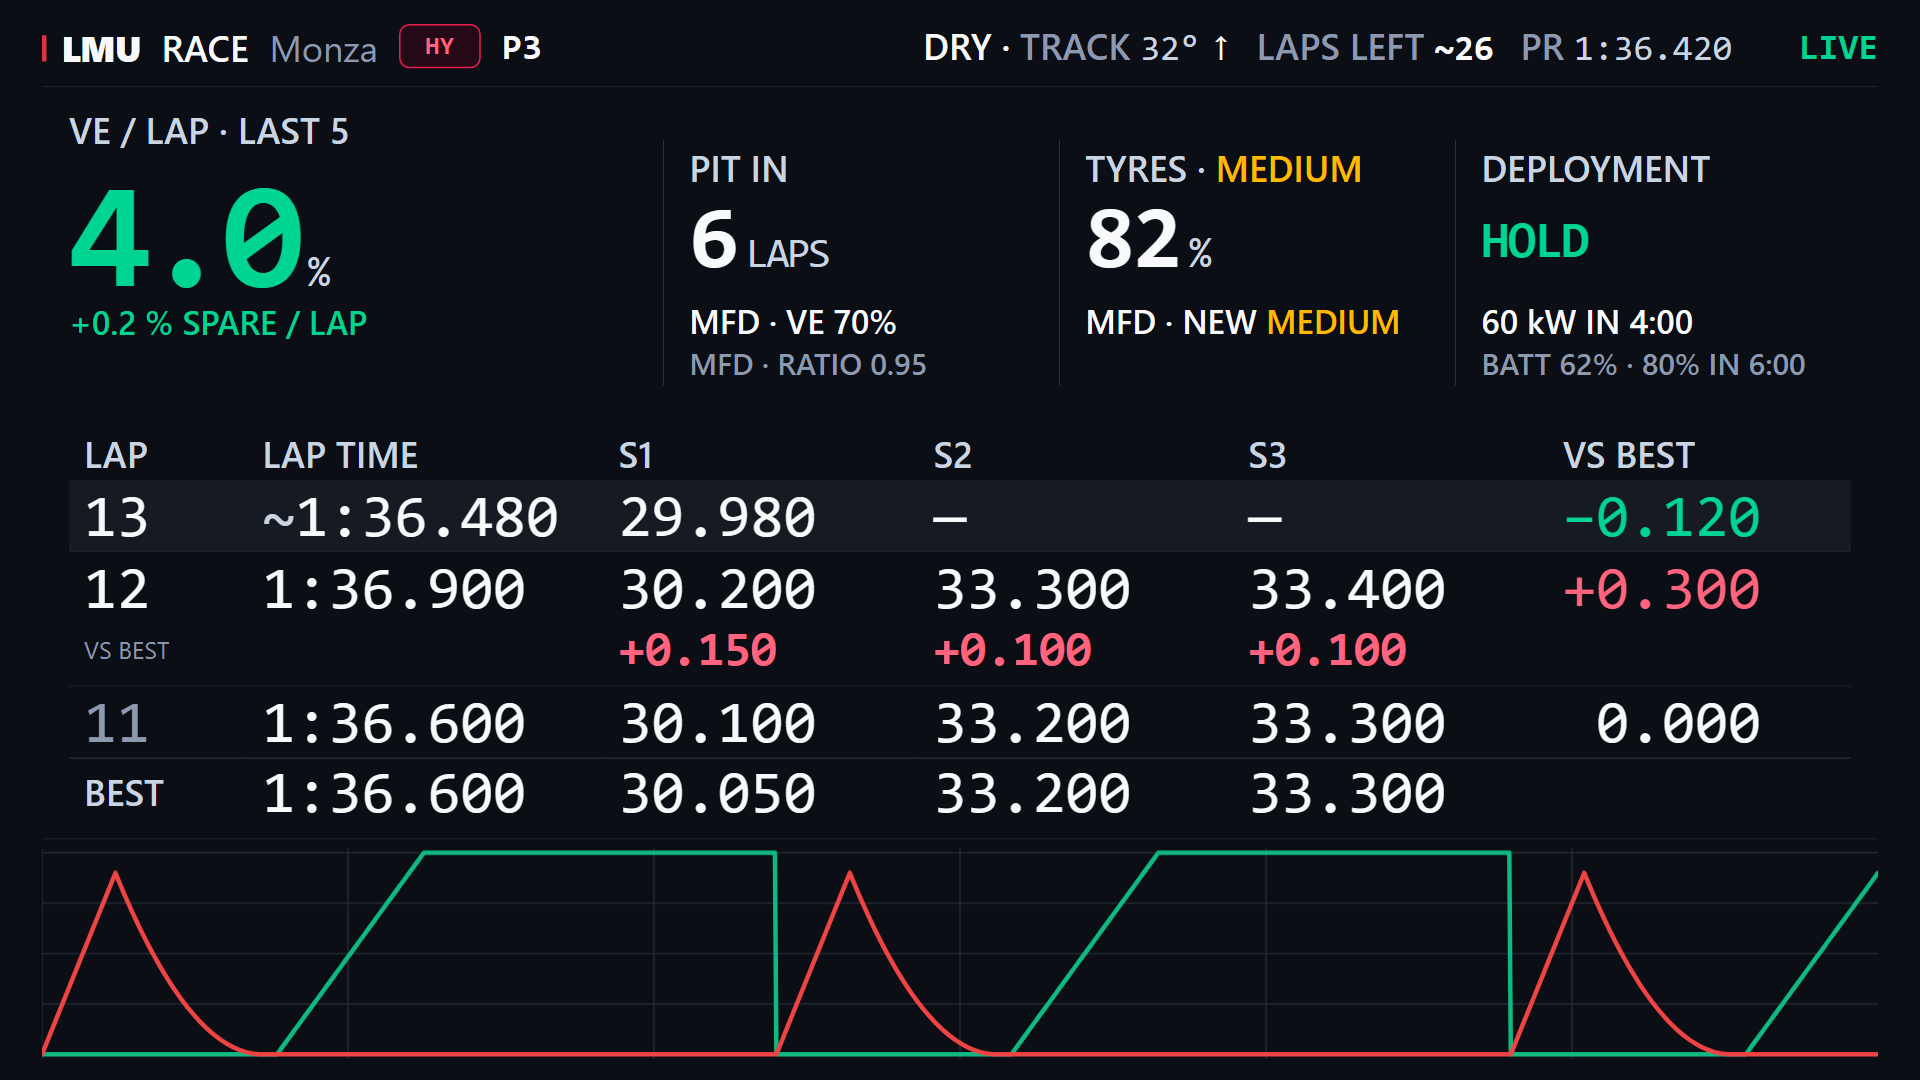 LMU RACE Monza HY P3 DRY · TRACK 32° ↑ LAPS LEFT ~26 PR 1:36.420 LIVE
VE / LAP · LAST 5
4.0%
+0.2 % SPARE / LAP
PIT IN
6 LAPS
MFD · VE 70%
MFD · RATIO 0.95
TYRES · MEDIUM
82 %
MFD · NEW MEDIUM
DEPLOYMENT
HOLD
60 kW IN 4:00
BATT 62% · 80% IN 6:00
LAP LAP TIME S1 S2 S3 VS BEST
13 ~1:36.480 29.980 — — −0.120
12 1:36.900 30.200 33.300 33.400 +0.300
VS BEST +0.150 +0.100 +0.100
11 1:36.600 30.100 33.200 33.300 0.000
BEST 1:36.600 30.050 33.200 33.300